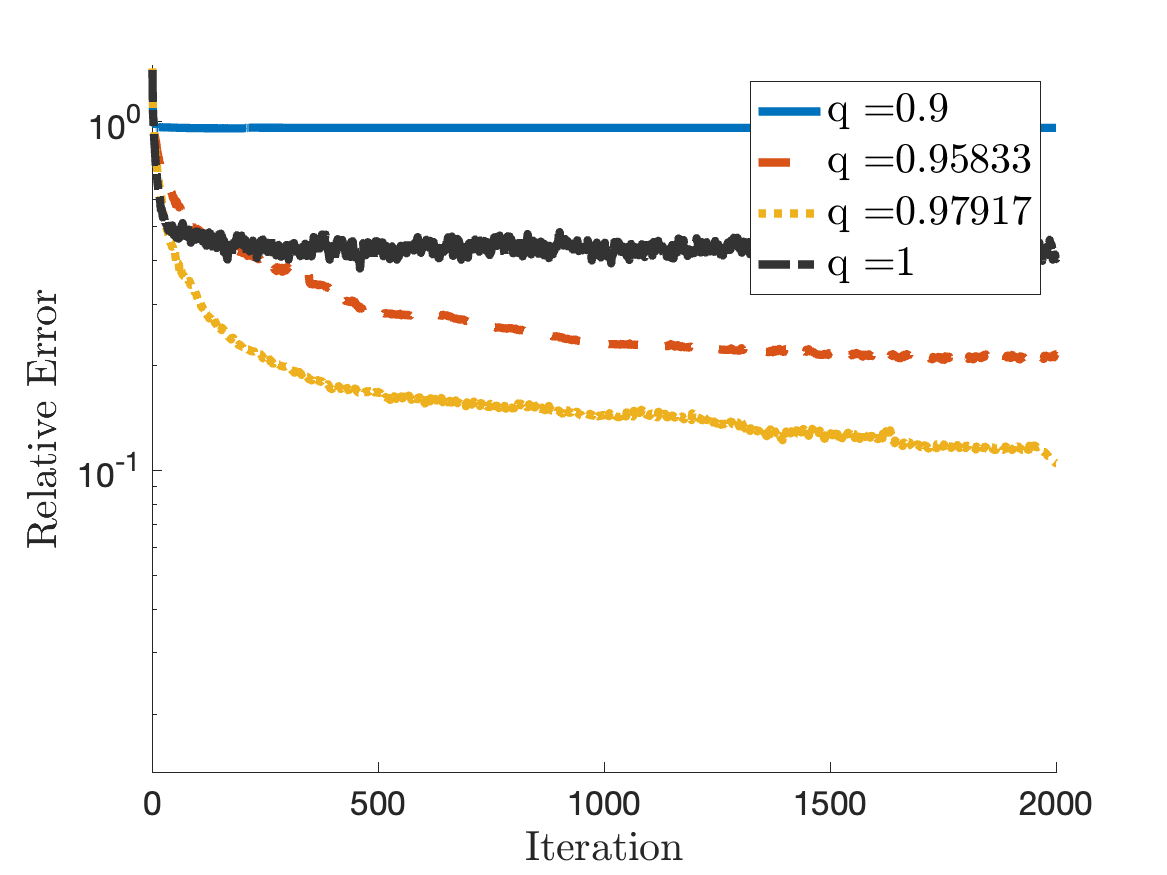 10^0
10^-1
Relative Error
q =0.9
q =0.95833
q =0.97917
q =1
0 500 1000 1500 2000
Iteration